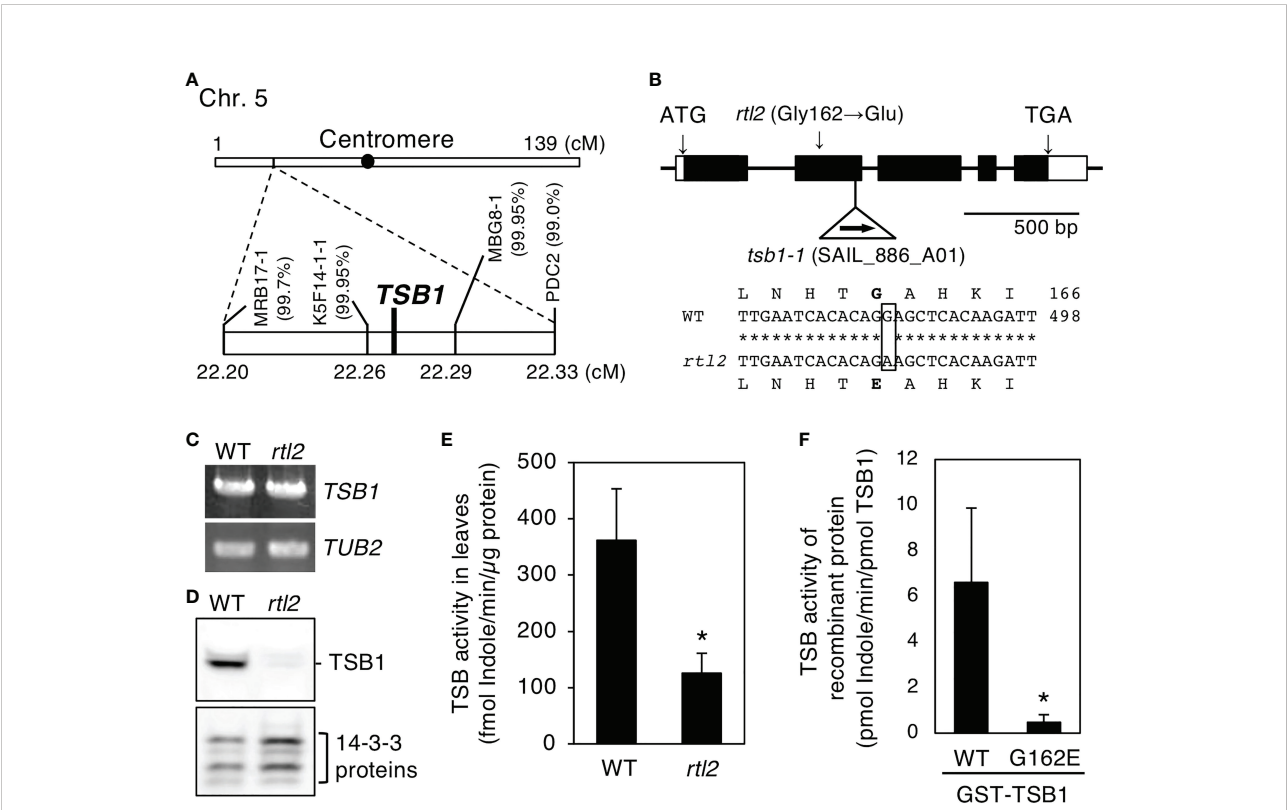 A
Chr. 5
1
Centromere
139 (cM)
MRB17-1
(99.7%)
K5F14-1-1
(99.95%)
TSB1
MBG8-1
(99.95%)
PDC2 (99.0%)
22.20
22.26
22.29
22.33 (cM)
B
ATG
rtl2 (Gly162→Glu)
TGA
500 bp
tsb1-1 (SAIL_886_A01)
L N H T G A H K I 166
WT TTGAATCACACAGGAGCTCACAAGATT 498
************* *************
rtl2 TTGAATCACACAGAAGCTCACAAGATT
L N H T E A H K I
C
WT rtl2
TSB1
TUB2
D
WT rtl2
TSB1
14-3-3
proteins
E
TSB activity in leaves
(fmol Indole/min/µg protein)
500
400
300
200
100
0
*
WT rtl2
F
TSB activity of
recombinant protein
(pmol Indole/min/pmol TSB1)
12
10
8
6
4
2
0
*
WT G162E
GST-TSB1